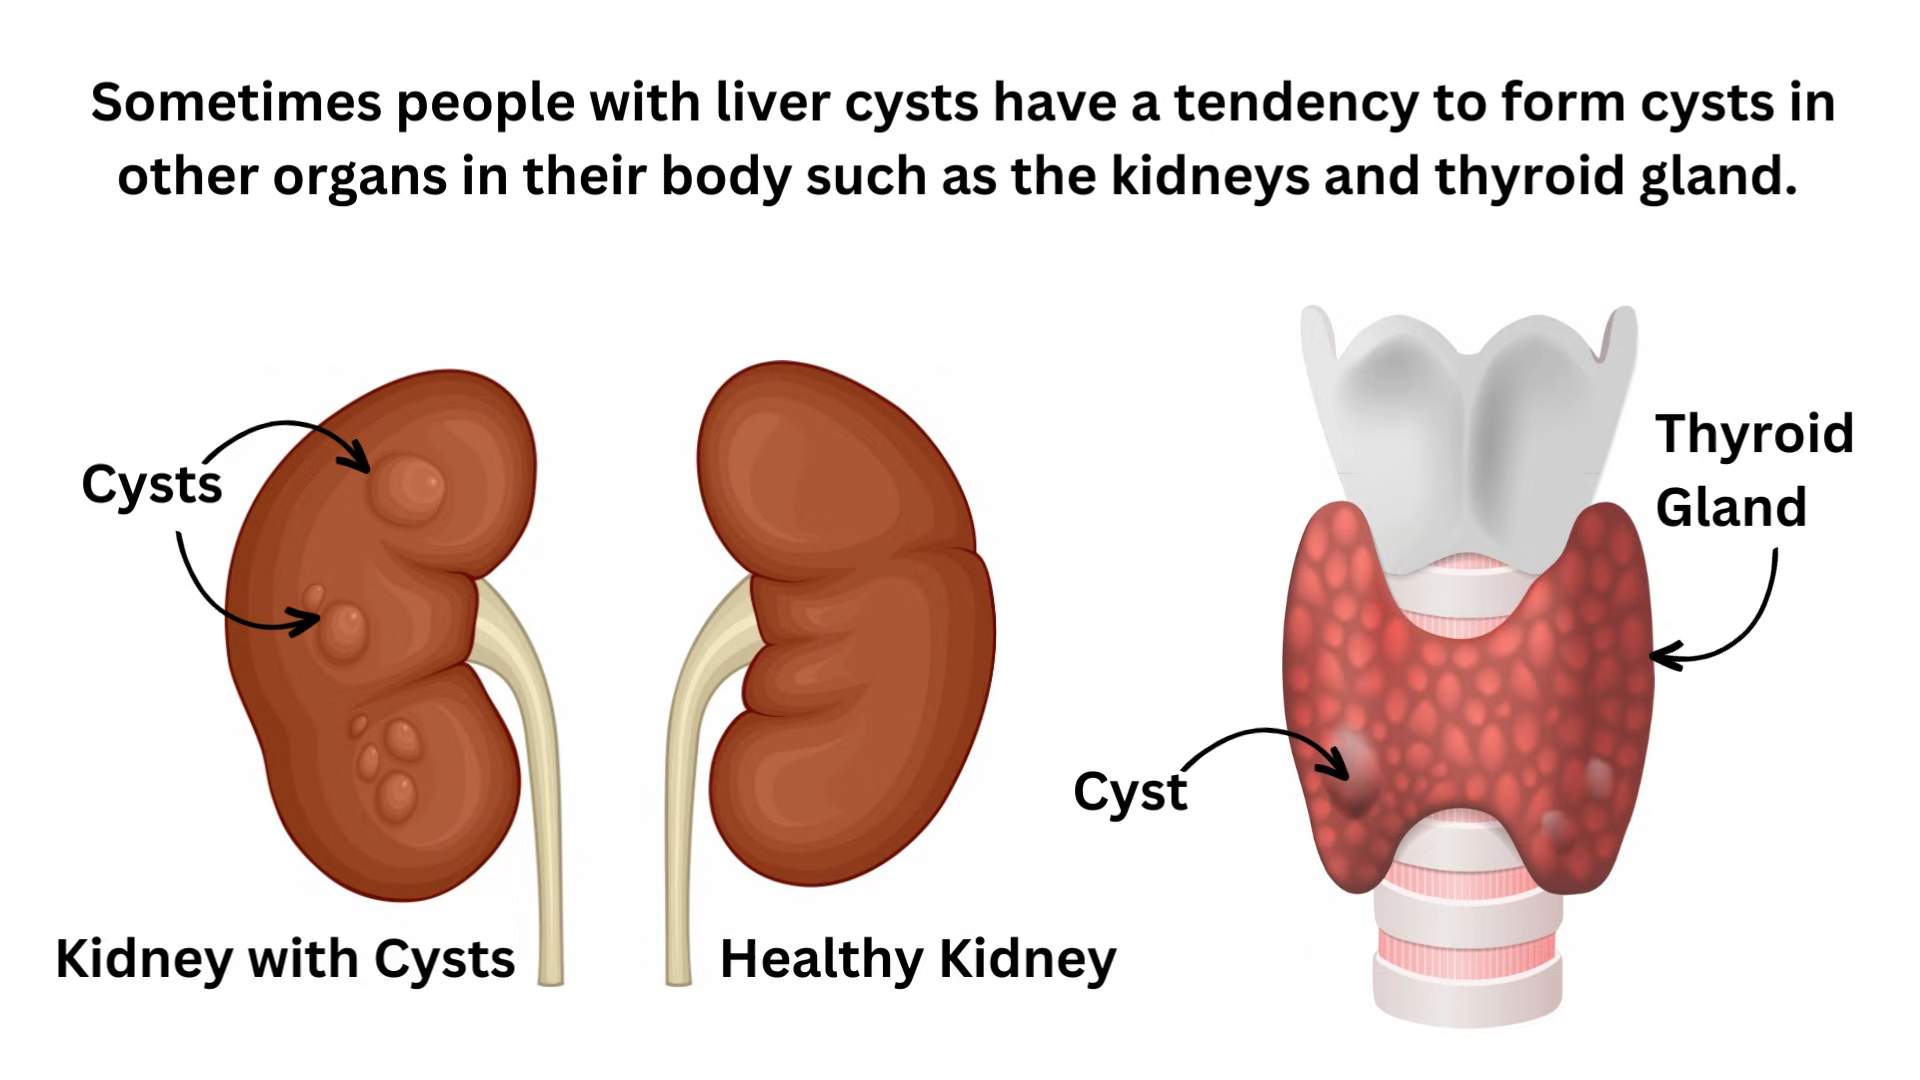 Sometimes people with liver cysts have a tendency to form cysts in
other organs in their body such as the kidneys and thyroid gland.
Cysts
Thyroid
Gland
Cyst
Kidney with Cysts
Healthy Kidney